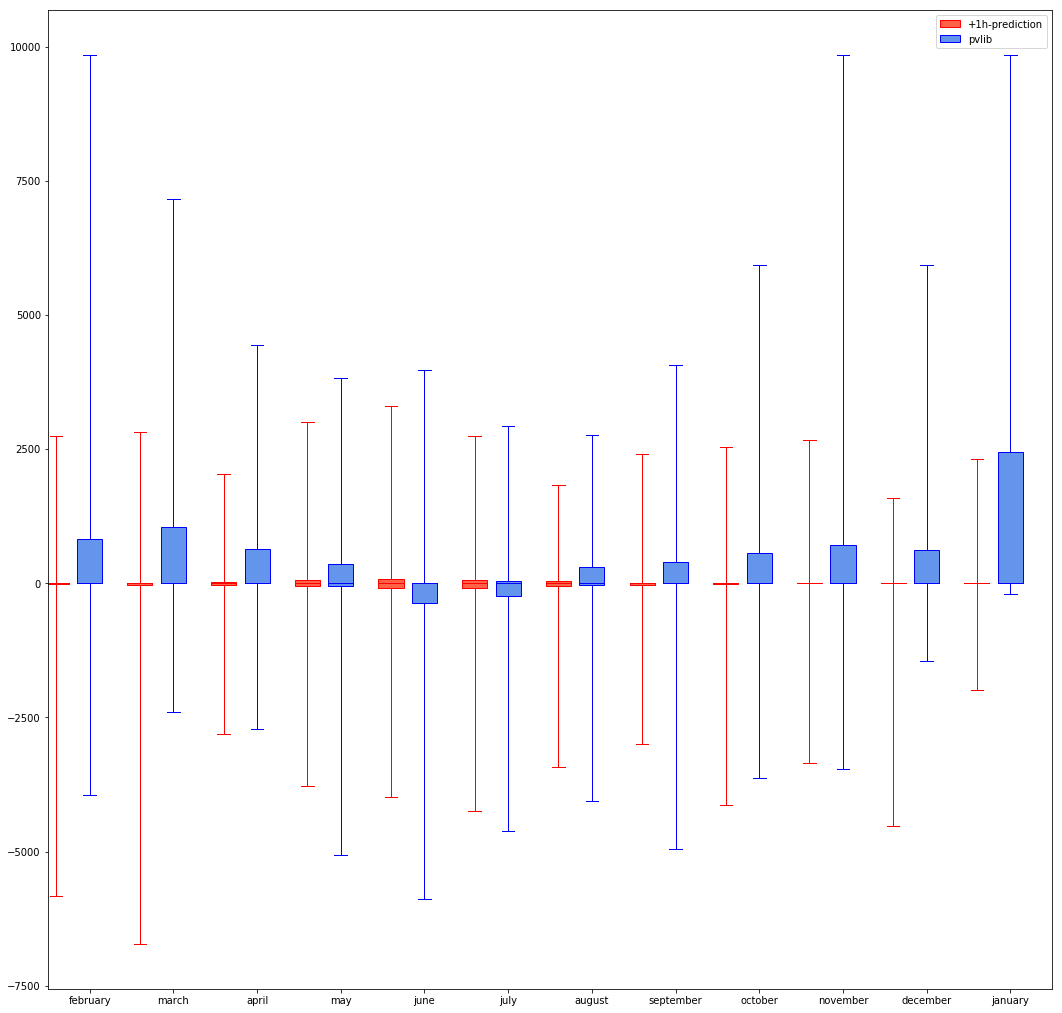 +1h-prediction
pvlib
10000
7500
5000
2500
0
−2500
−5000
−7500
february march april may june july august september october november december january